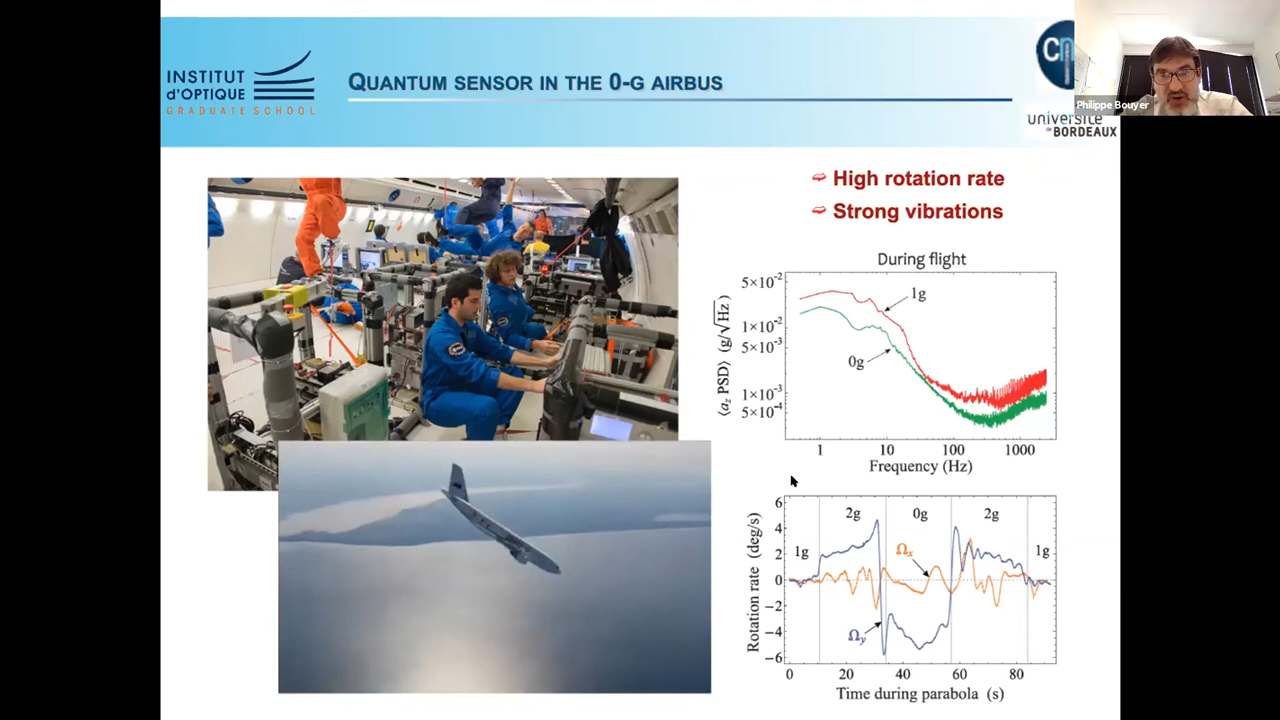 INSTITUT
d'OPTIQUE
GRADUATE SCHOOL
QUANTUM SENSOR IN THE 0-G AIRBUS
Philippe Bouyer
université
de BORDEAUX
High rotation rate
Strong vibrations
During flight
5×10⁻²
1×10⁻²
5×10⁻³
1×10⁻³
5×10⁻⁴
⟨a_z PSD⟩ (g/√Hz)
1g
0g
1 10 100 1000
Frequency (Hz)
6
4
2
0
−2
−4
−6
Rotation rate (deg/s)
1g 2g 0g 2g 1g
Ωx
Ωy
0 20 40 60 80
Time during parabola (s)